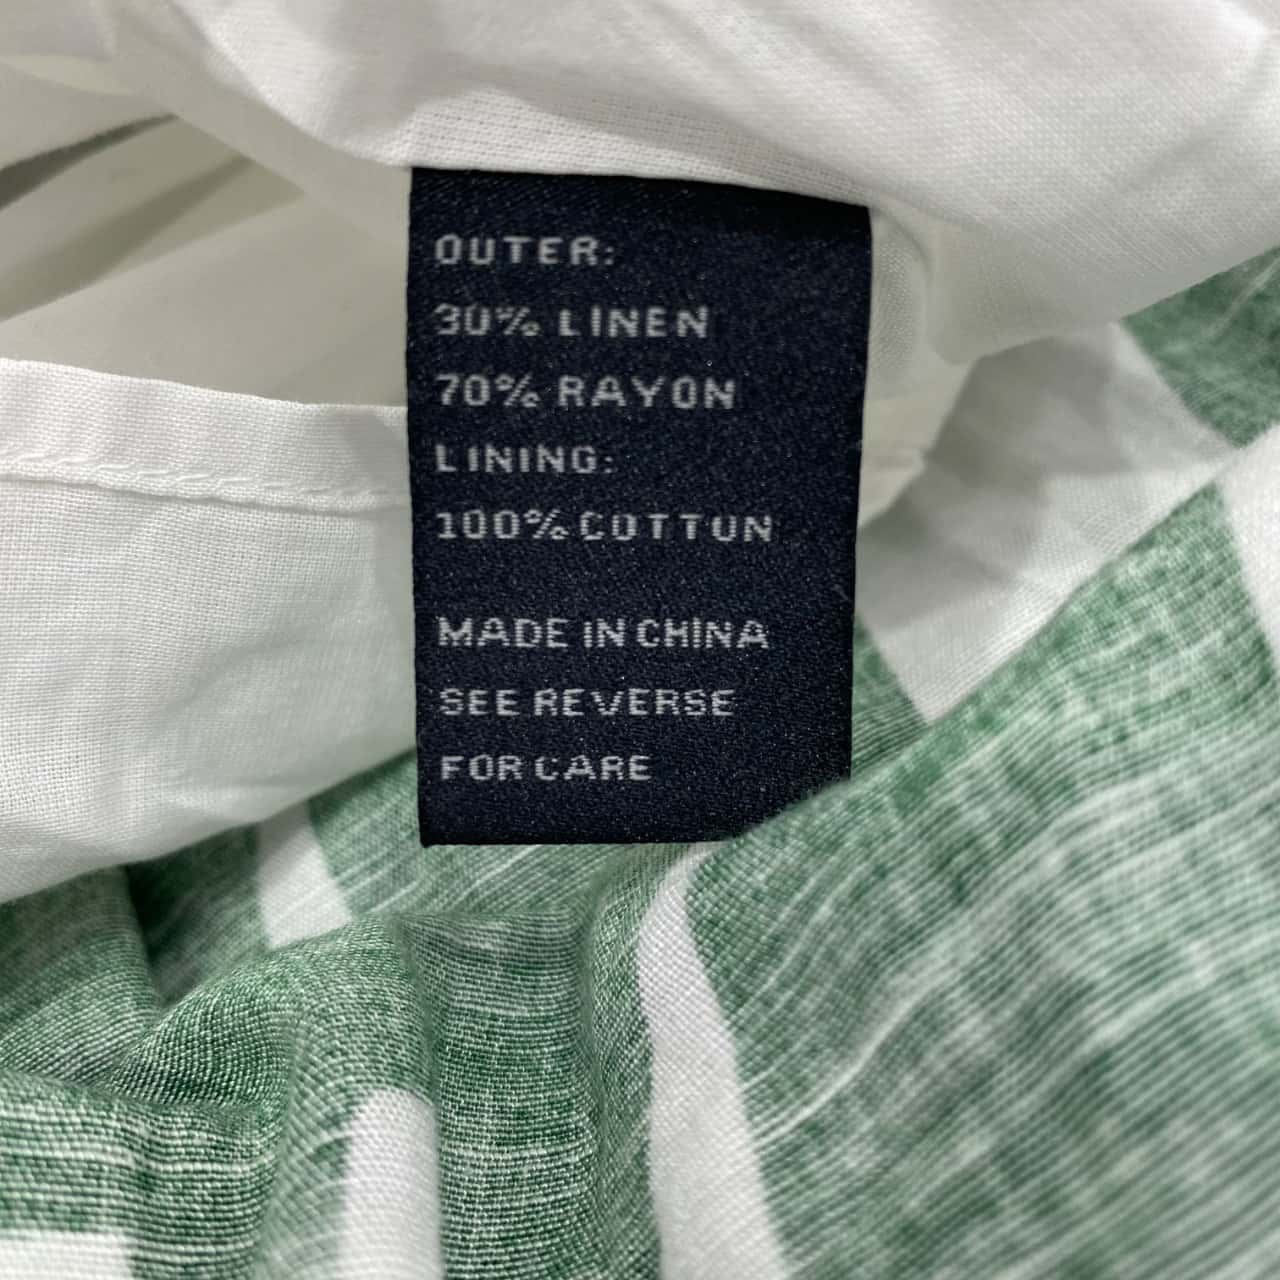 OUTER:
30% LINEN
70% RAYON
LINING:
100% COTTON
MADE IN CHINA
SEE REVERSE
FOR CARE